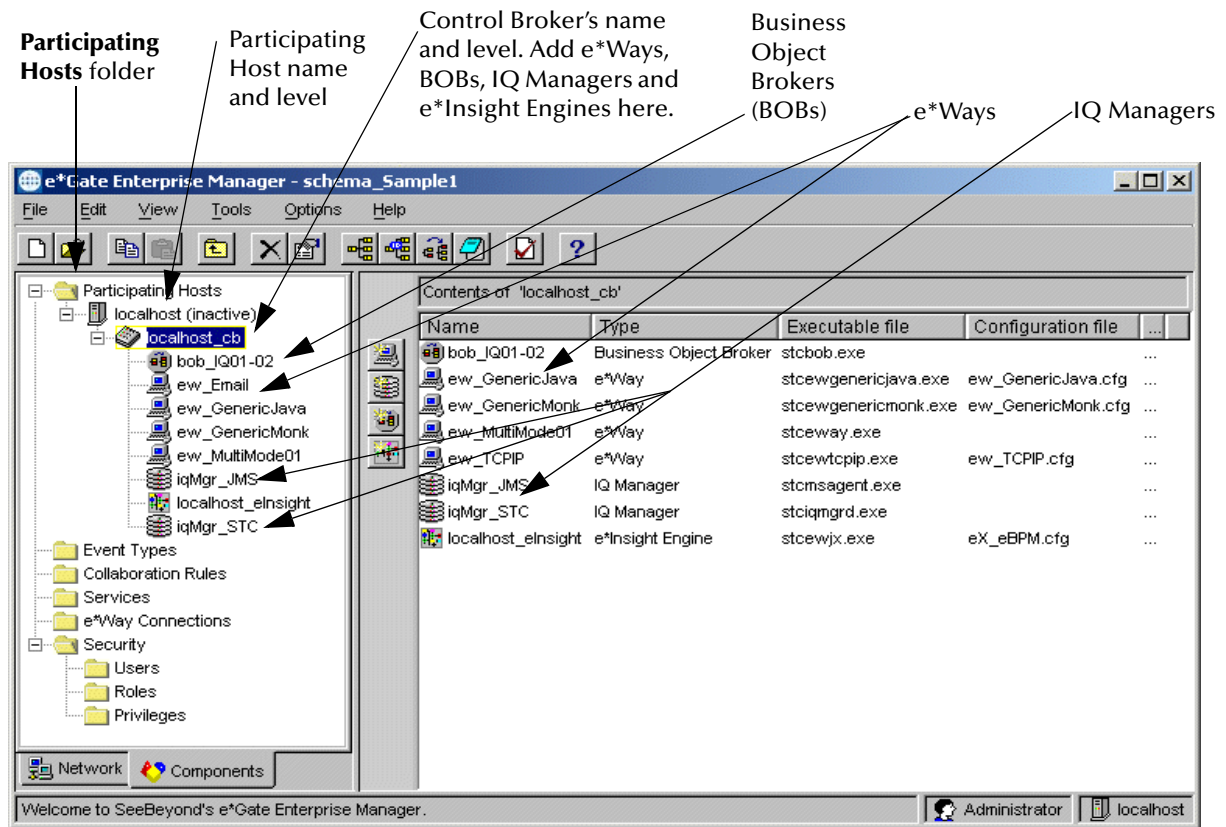 Participating
Hosts folder
Participating
Host name
and level
Control Broker’s name
and level. Add e*Ways,
BOBs, IQ Managers and
e*Insight Engines here.
Business
Object
Brokers
(BOBs)
e*Ways
IQ Managers
e*Gate Enterprise Manager - schema_Sample1
File Edit View Tools Options Help
Participating Hosts
localhost (inactive)
localhost_cb
bob_IQ01-02
ew_Email
ew_GenericJava
ew_GenericMonk
ew_MultiMode01
iqMgr_JMS
localhost_eInsight
iqMgr_STC
Event Types
Collaboration Rules
Services
e*Way Connections
Security
Users
Roles
Privileges
Network Components
Contents of 'localhost_cb'
Name Type Executable file Configuration file ...
bob_IQ01-02 Business Object Broker stcbob.exe ...
ew_GenericJava e*Way stcewgenericjava.exe ew_GenericJava.cfg ...
ew_GenericMonk e*Way stcewgenericmonk.exe ew_GenericMonk.cfg ...
ew_MultiMode01 e*Way stceway.exe ...
ew_TCPIP e*Way stcewtcpip.exe ew_TCPIP.cfg ...
iqMgr_JMS IQ Manager stcmsagent.exe ...
iqMgr_STC IQ Manager stciqmgrd.exe ...
localhost_eInsight e*Insight Engine stcewjx.exe eX_eBPM.cfg ...
Welcome to SeeBeyond's e*Gate Enterprise Manager. Administrator localhost